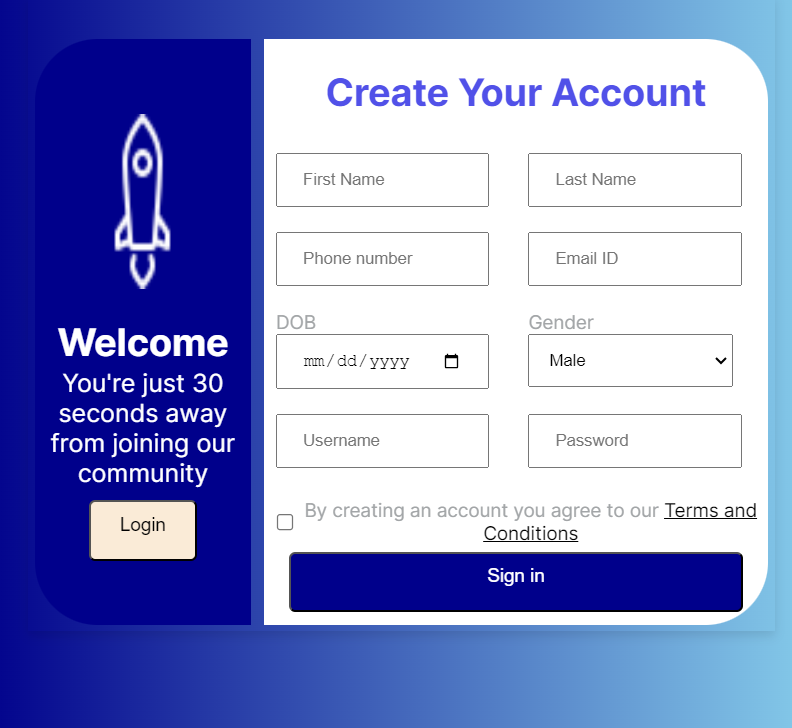 Welcome
You're just 30
seconds away
from joining our
community
Login
Create Your Account
First Name
Last Name
Phone number
Email ID
DOB
Gender
mm/dd/yyyy
Male
Username
Password
By creating an account you agree to our Terms and
Conditions
Sign in